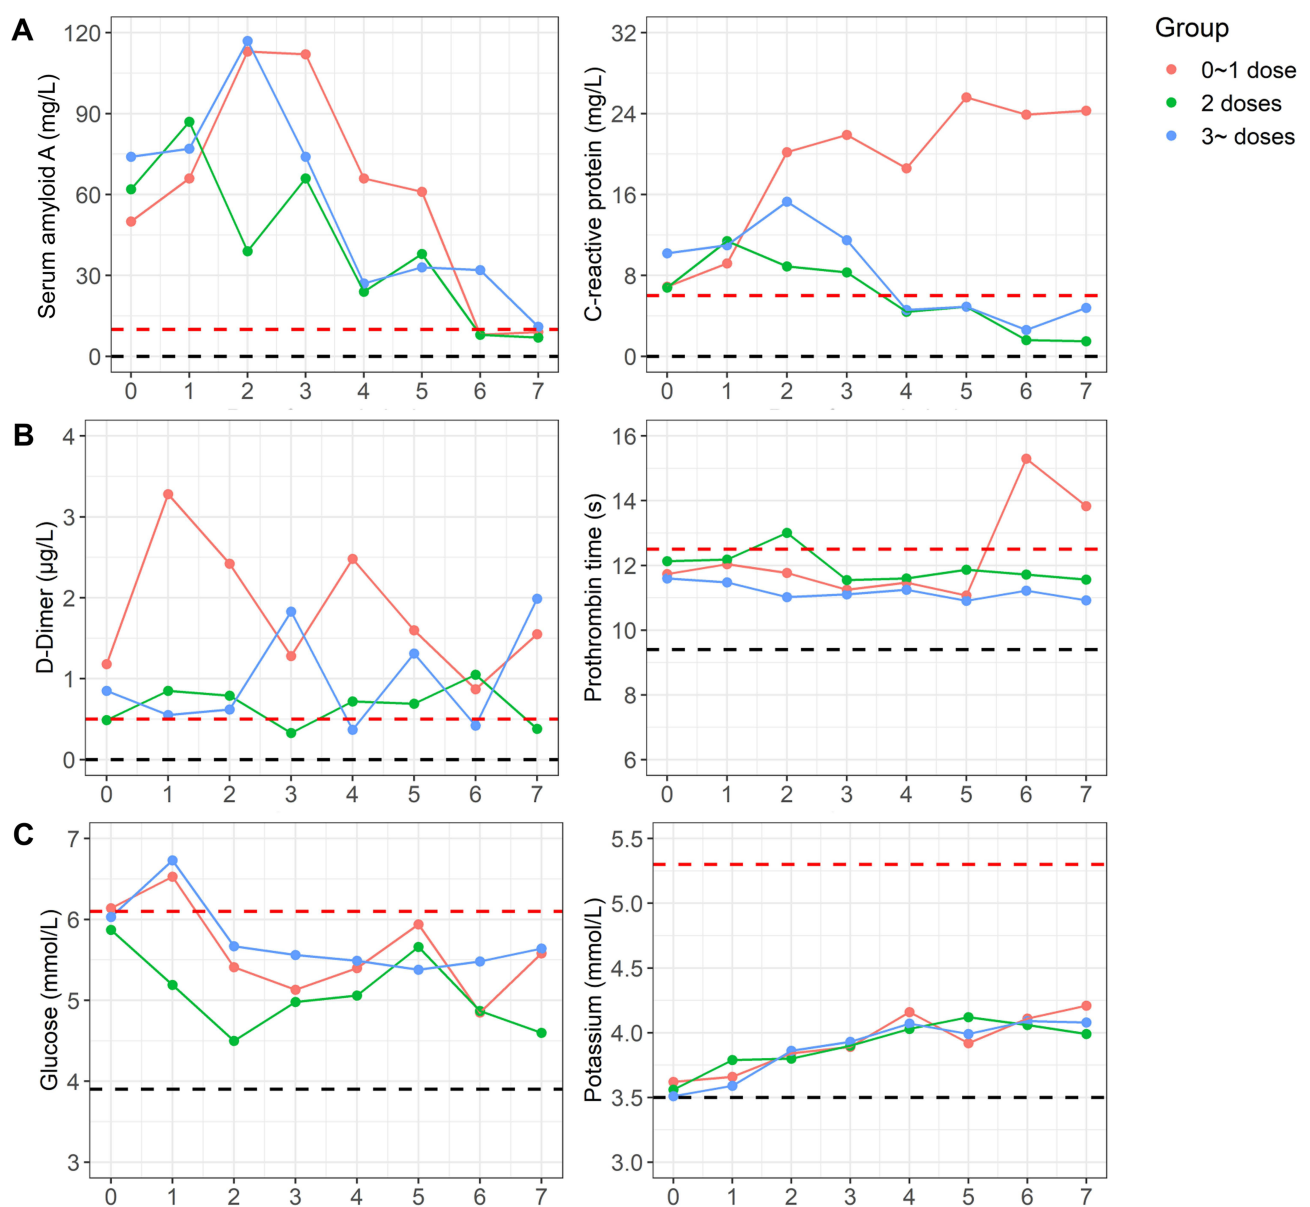 A
Serum amyloid A (mg/L)
120
90
60
30
0
0 1 2 3 4 5 6 7
C-reactive protein (mg/L)
32
24
16
8
0
0 1 2 3 4 5 6 7
Group
0~1 dose
2 doses
3~ doses
B
D-Dimer (μg/L)
4
3
2
1
0
0 1 2 3 4 5 6 7
Prothrombin time (s)
16
14
12
10
8
6
0 1 2 3 4 5 6 7
C
Glucose (mmol/L)
7
6
5
4
3
0 1 2 3 4 5 6 7
Potassium (mmol/L)
5.5
5.0
4.5
4.0
3.5
3.0
0 1 2 3 4 5 6 7